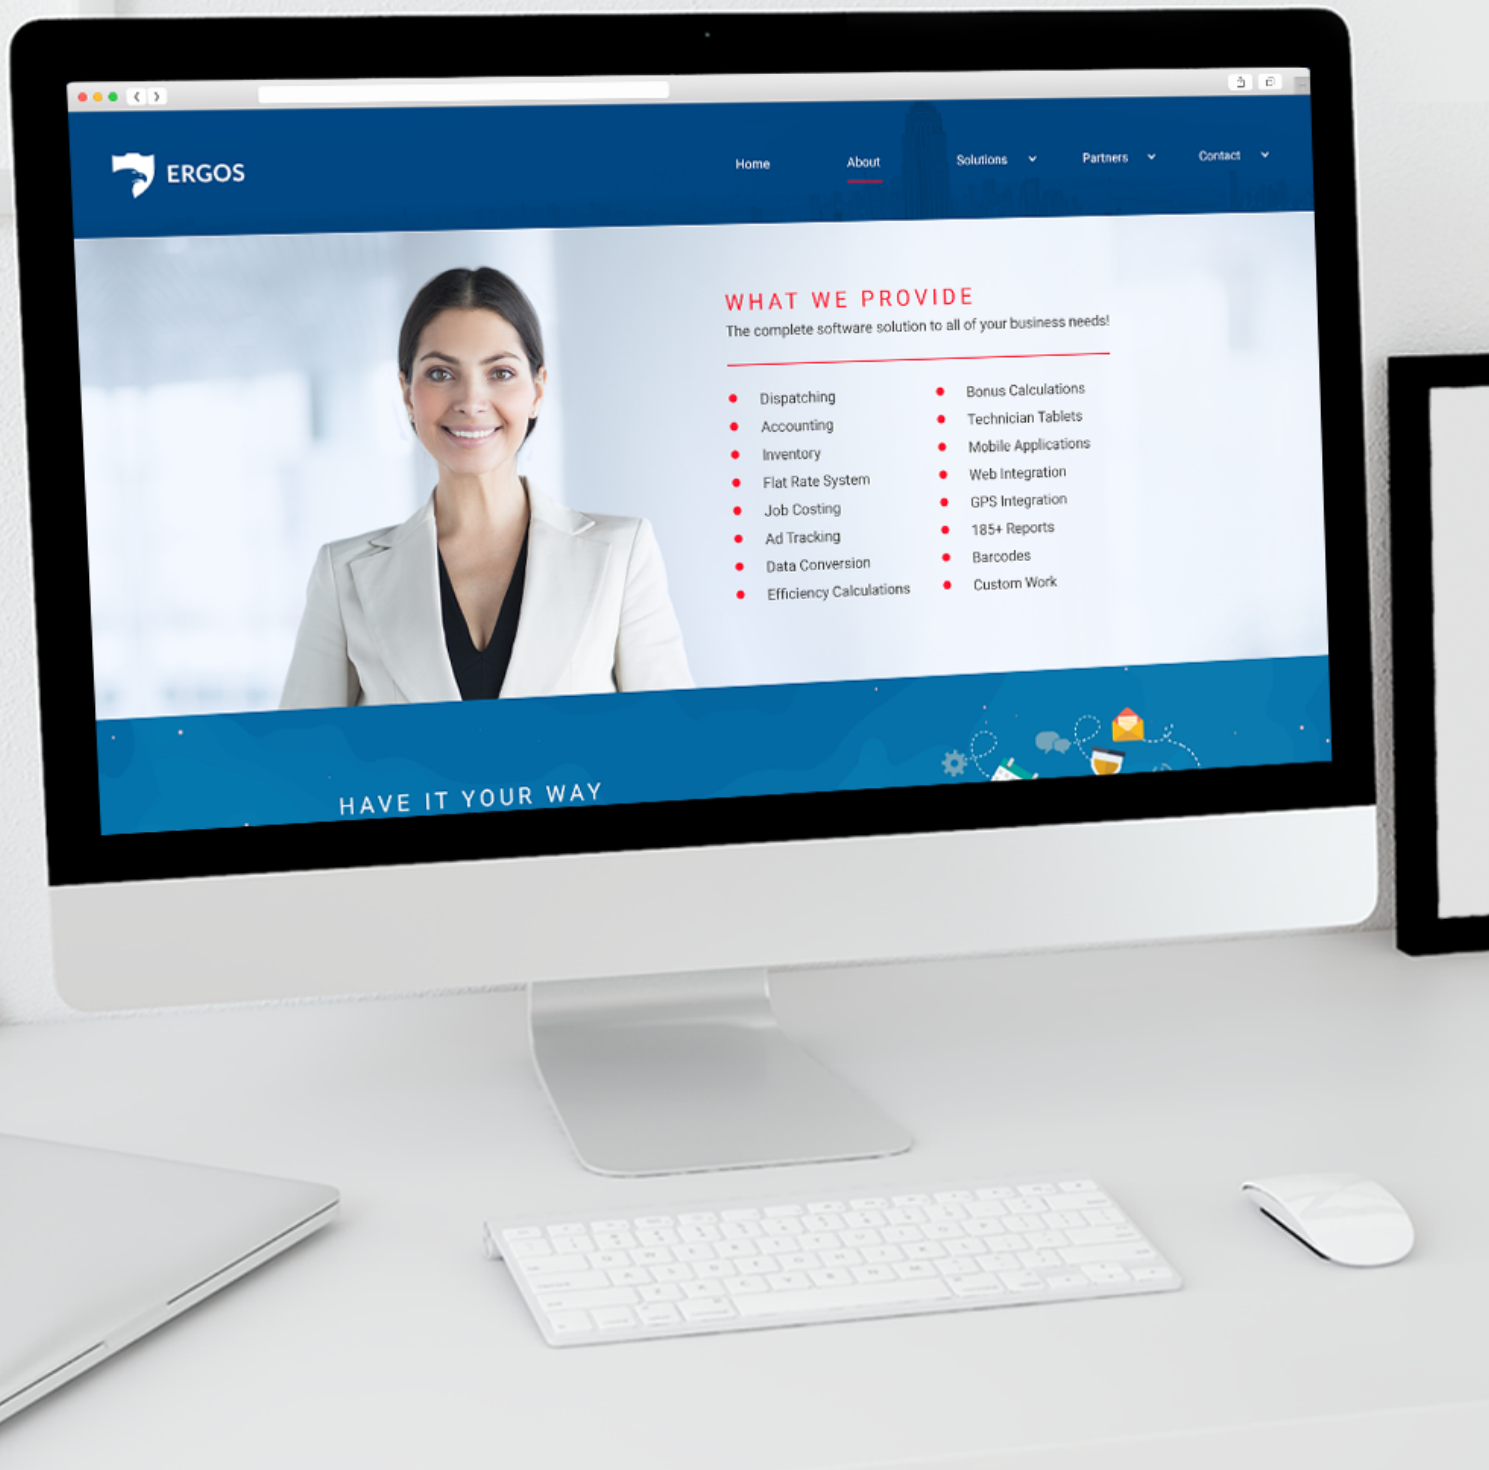 ERGOS
Home About Solutions Partners Contact
WHAT WE PROVIDE
The complete software solution to all of your business needs!
Dispatching
Accounting
Inventory
Flat Rate System
Job Costing
Ad Tracking
Data Conversion
Efficiency Calculations
Bonus Calculations
Technician Tablets
Mobile Applications
Web Integration
GPS Integration
185+ Reports
Barcodes
Custom Work
HAVE IT YOUR WAY